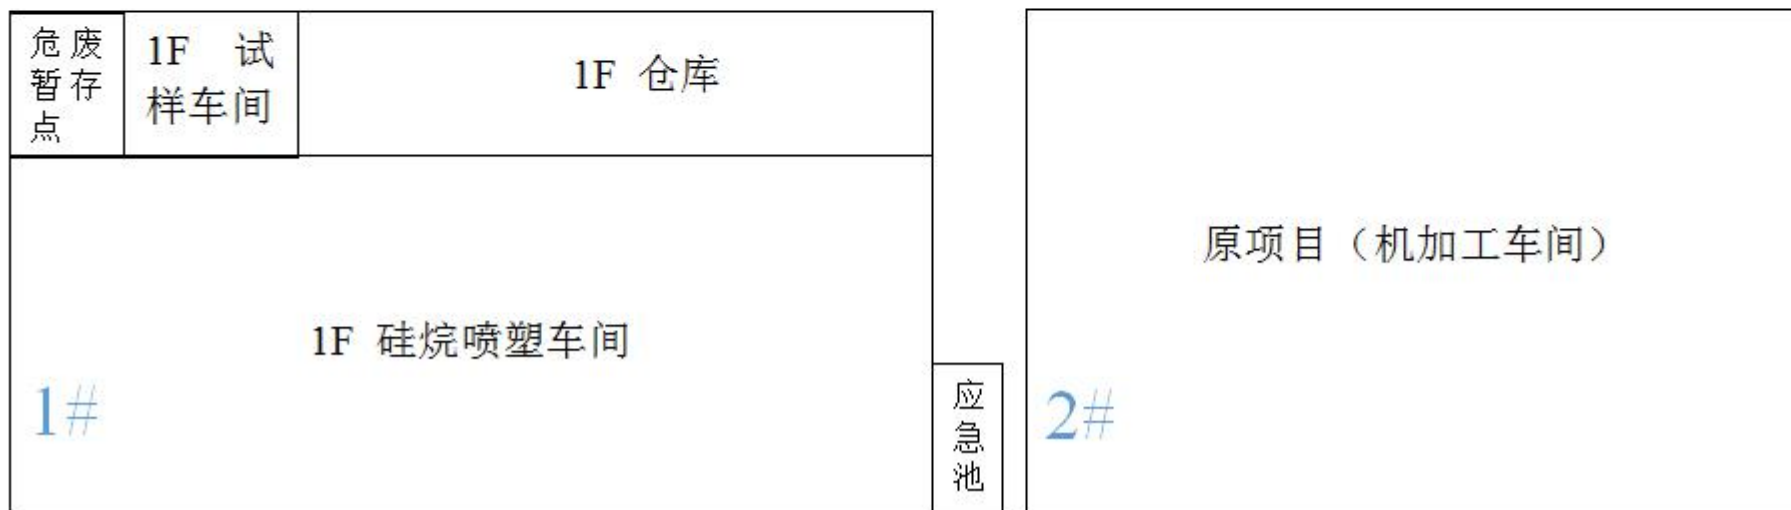 危废
暂存
点
1F 试
样车间
1F 仓库
1F 硅烷喷塑车间
1#
应
急
池
原项目（机加工车间）
2#